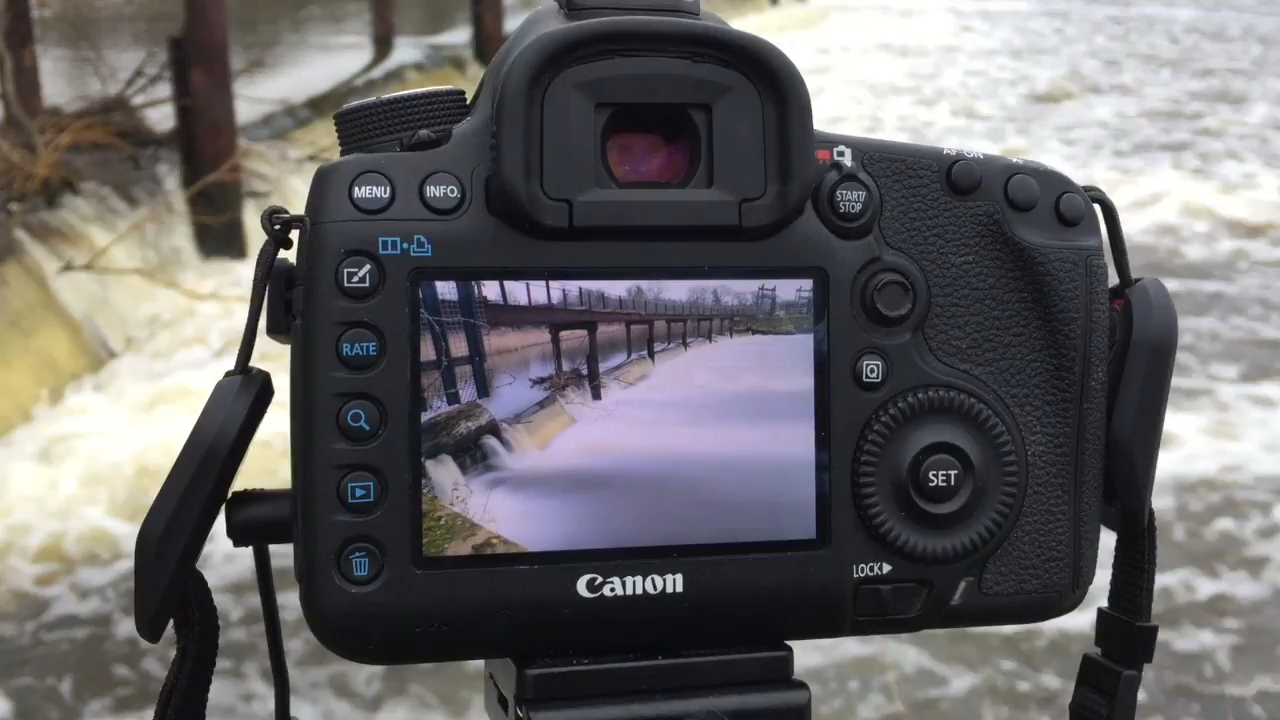 MENU
INFO.
START/
STOP
AF-ON
RATE
Q
SET
LOCK
Canon